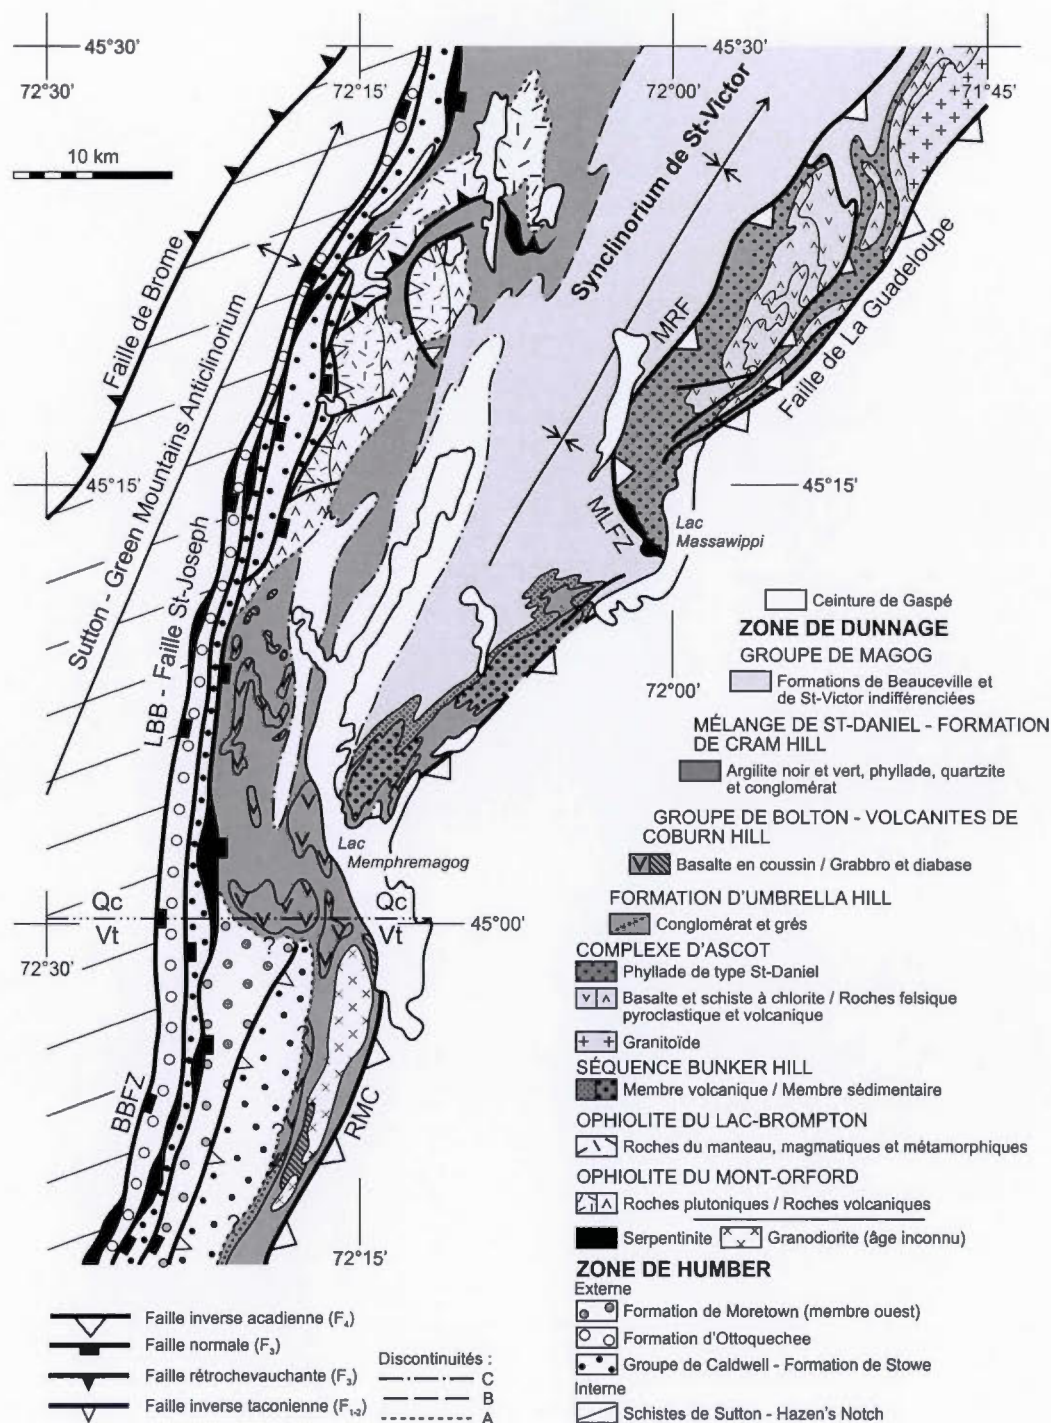 45°30'
45°30'
72°30'
72°15'
72°00'
71°45'
10 km
Faille de Brome
Sutton - Green Mountains Anticlinorium
LBB - Faille St-Joseph
Synclinorium de St-Victor
MRF
Faille de La Guadeloupe
45°15'
45°15'
MLFZ
Lac
Massawippi
72°00'
Lac
Memphremagog
Qc
Vt
Qc
Vt
45°00'
72°30'
?
?
?
?
?
BBFZ
RMC
72°15'
Ceinture de Gaspé
ZONE DE DUNNAGE
GROUPE DE MAGOG
Formations de Beauceville et
de St-Victor indifférenciées
MÉLANGE DE ST-DANIEL - FORMATION
DE CRAM HILL
Argilite noir et vert, phyllade, quartzite
et conglomérat
GROUPE DE BOLTON - VOLCANITES DE
COBURN HILL
Basalte en coussin / Grabbro et diabase
FORMATION D'UMBRELLA HILL
Conglomérat et grés
COMPLEXE D'ASCOT
Phyllade de type St-Daniel
Basalte et schiste à chlorite / Roches felsique
pyroclastique et volcanique
Granitoïde
SÉQUENCE BUNKER HILL
Membre volcanique / Membre sédimentaire
OPHIOLITE DU LAC-BROMPTON
Roches du manteau, magmatiques et métamorphiques
OPHIOLITE DU MONT-ORFORD
Roches plutoniques / Roches volcaniques
Serpentinite
Granodiorite (âge inconnu)
ZONE DE HUMBER
Externe
Formation de Moretown (membre ouest)
Formation d'Ottoquechee
Groupe de Caldwell - Formation de Stowe
Interne
Schistes de Sutton - Hazen's Notch
Faille inverse acadienne (F4)
Faille normale (F3)
Faille rétrochevauchante (F3)
Faille inverse taconienne (F1-2)
Discontinuités :
C
B
A